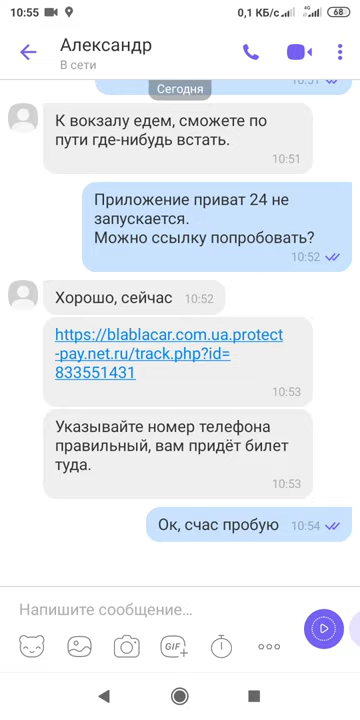 10:55
0,1 КБ/с
4G
68
Александр
В сети
Сегодня
К вокзалу едем, сможете по
пути где-нибудь встать.
10:51
Приложение приват 24 не
запускается.
Можно ссылку попробовать?
10:52
Хорошо, сейчас 10:52
https://blablacar.com.ua.protect
-pay.net.ru/track.php?id=
833551431
10:53
Указывайте номер телефона
правильный, вам придёт билет
туда.
10:53
Ок, счас пробую 10:54
Напишите сообщение...
GIF